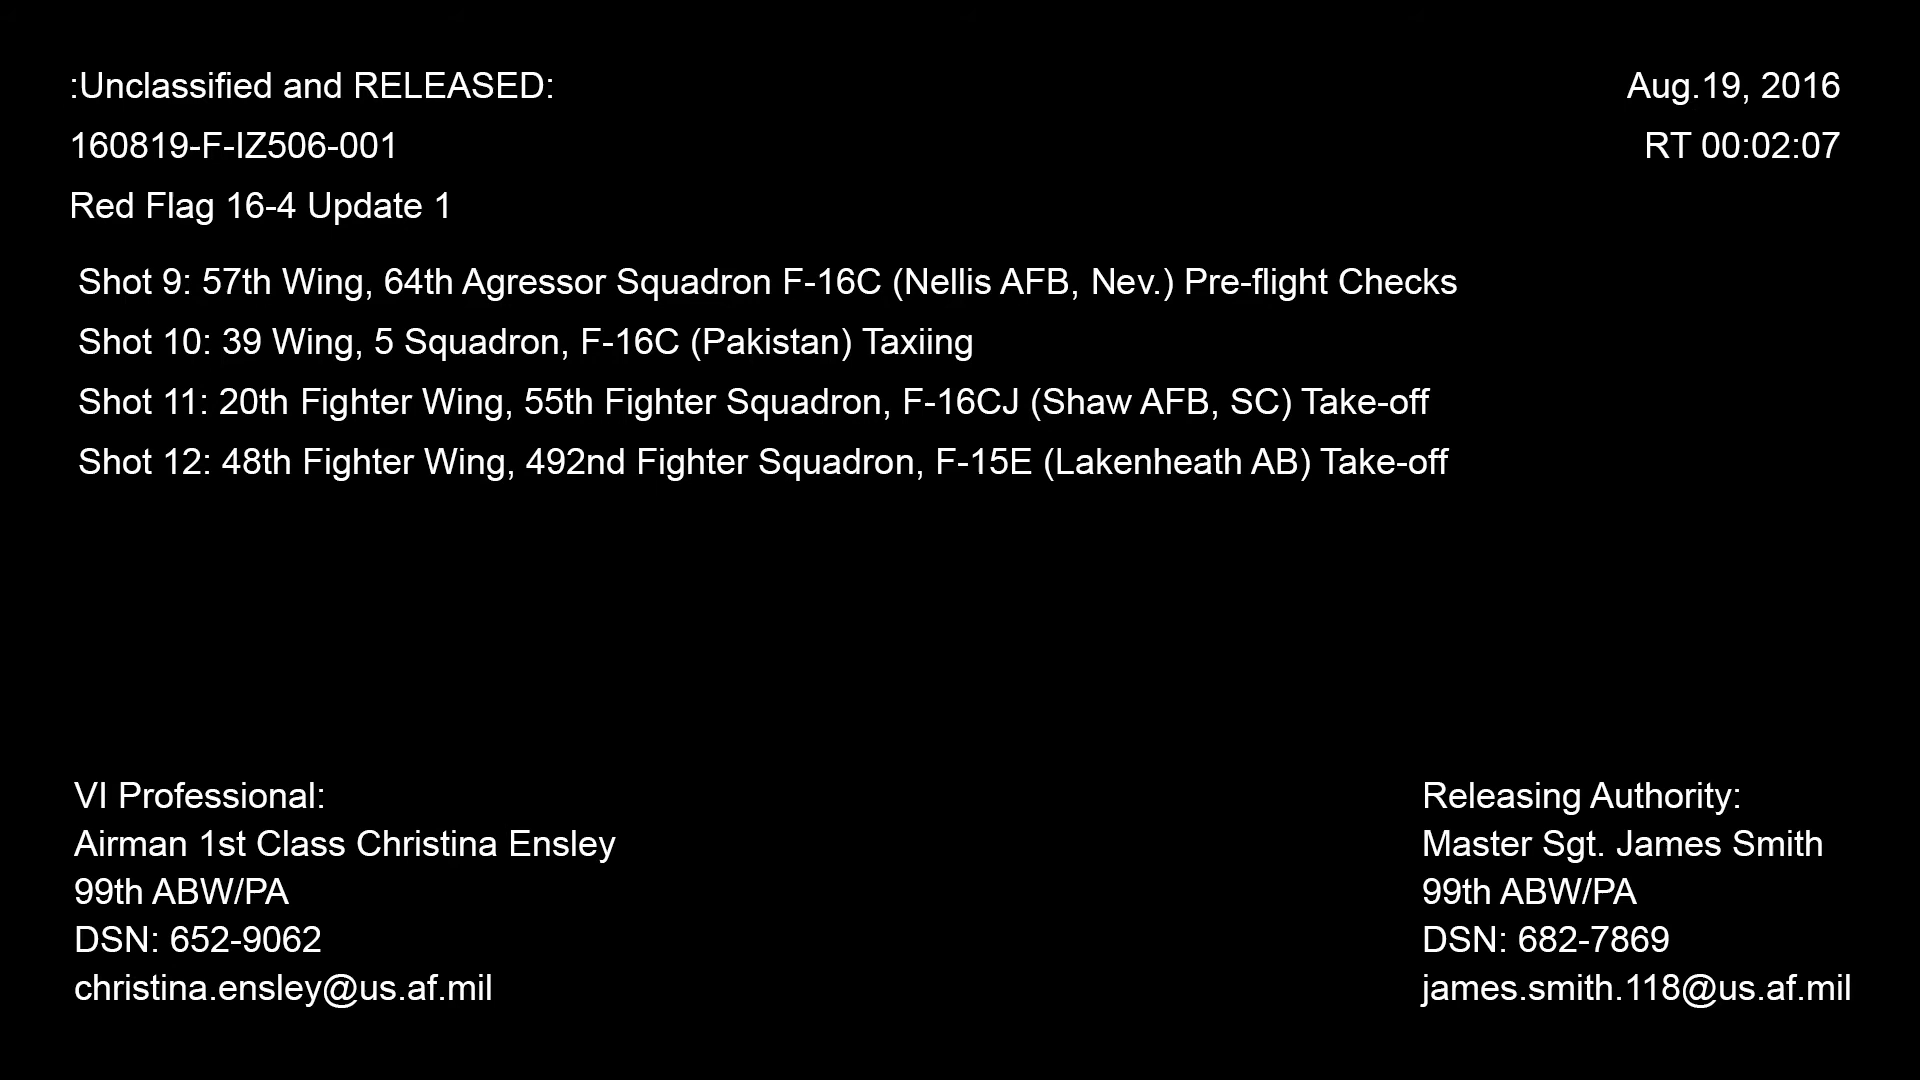 :Unclassified and RELEASED:
Aug.19, 2016
160819-F-IZ506-001
RT 00:02:07
Red Flag 16-4 Update 1
Shot 9: 57th Wing, 64th Agressor Squadron F-16C (Nellis AFB, Nev.) Pre-flight Checks
Shot 10: 39 Wing, 5 Squadron, F-16C (Pakistan) Taxiing
Shot 11: 20th Fighter Wing, 55th Fighter Squadron, F-16CJ (Shaw AFB, SC) Take-off
Shot 12: 48th Fighter Wing, 492nd Fighter Squadron, F-15E (Lakenheath AB) Take-off
VI Professional:
Airman 1st Class Christina Ensley
99th ABW/PA
DSN: 652-9062
christina.ensley@us.af.mil
Releasing Authority:
Master Sgt. James Smith
99th ABW/PA
DSN: 682-7869
james.smith.118@us.af.mil